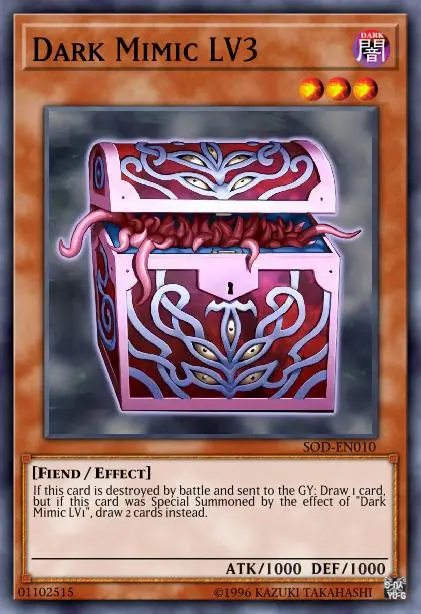 DARK MIMIC LV3
DARK
闇
SOD-EN010
[FIEND / EFFECT]
If this card is destroyed by battle and sent to the GY: Draw 1 card,
but if this card was Special Summoned by the effect of "Dark
Mimic LV1", draw 2 cards instead.
ATK/1000 DEF/1000
01102515
©1996 KAZUKI TAKAHASHI